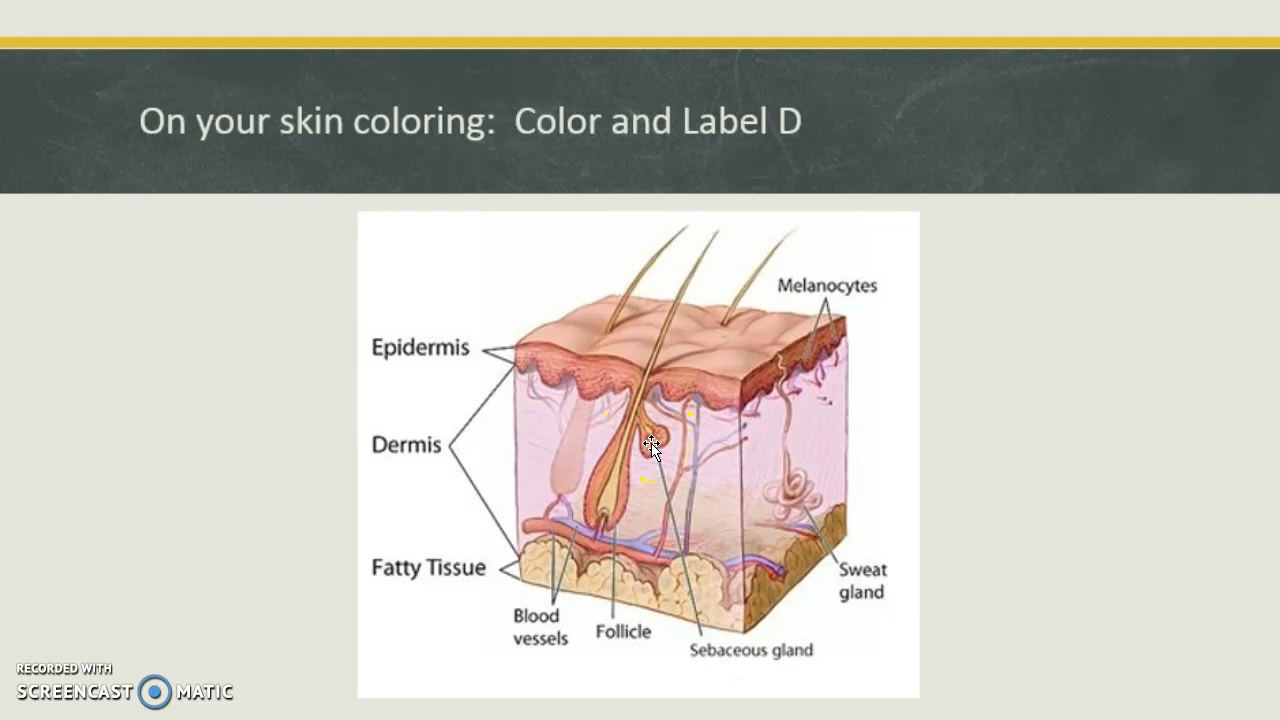 On your skin coloring:  Color and Label D
Melanocytes
Epidermis
Dermis
Fatty Tissue
Sweat
gland
Blood
vessels
Follicle
Sebaceous gland
RECORDED WITH
SCREENCAST MATIC